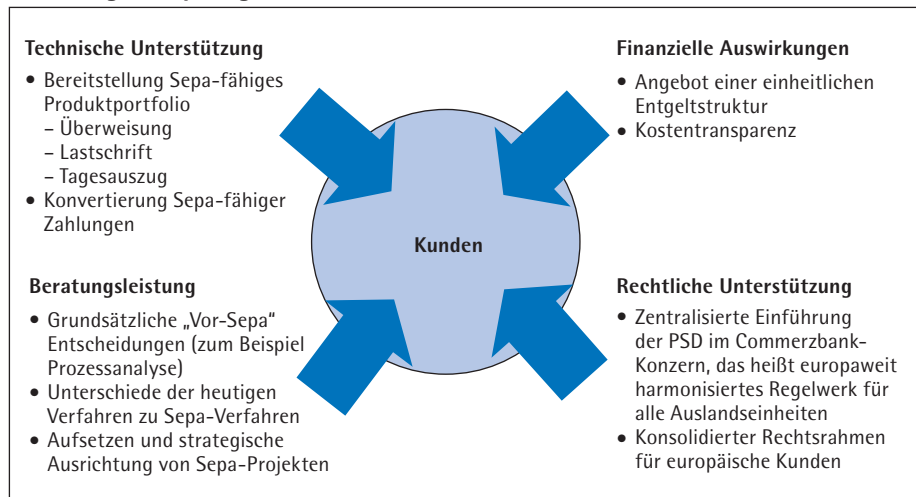 Technische Unterstützung
• Bereitstellung Sepa-fähiges
Produktportfolio
– Überweisung
– Lastschrift
– Tagesauszug
• Konvertierung Sepa-fähiger
Zahlungen
Finanzielle Auswirkungen
• Angebot einer einheitlichen
Entgeltstruktur
• Kostentransparenz
Kunden
Beratungsleistung
• Grundsätzliche „Vor-Sepa“
Entscheidungen (zum Beispiel
Prozessanalyse)
• Unterschiede der heutigen
Verfahren zu Sepa-Verfahren
• Aufsetzen und strategische
Ausrichtung von Sepa-Projekten
Rechtliche Unterstützung
• Zentralisierte Einführung
der PSD im Commerzbank-
Konzern, das heißt europaweit
harmonisiertes Regelwerk für
alle Auslandseinheiten
• Konsolidierter Rechtsrahmen
für europäische Kunden